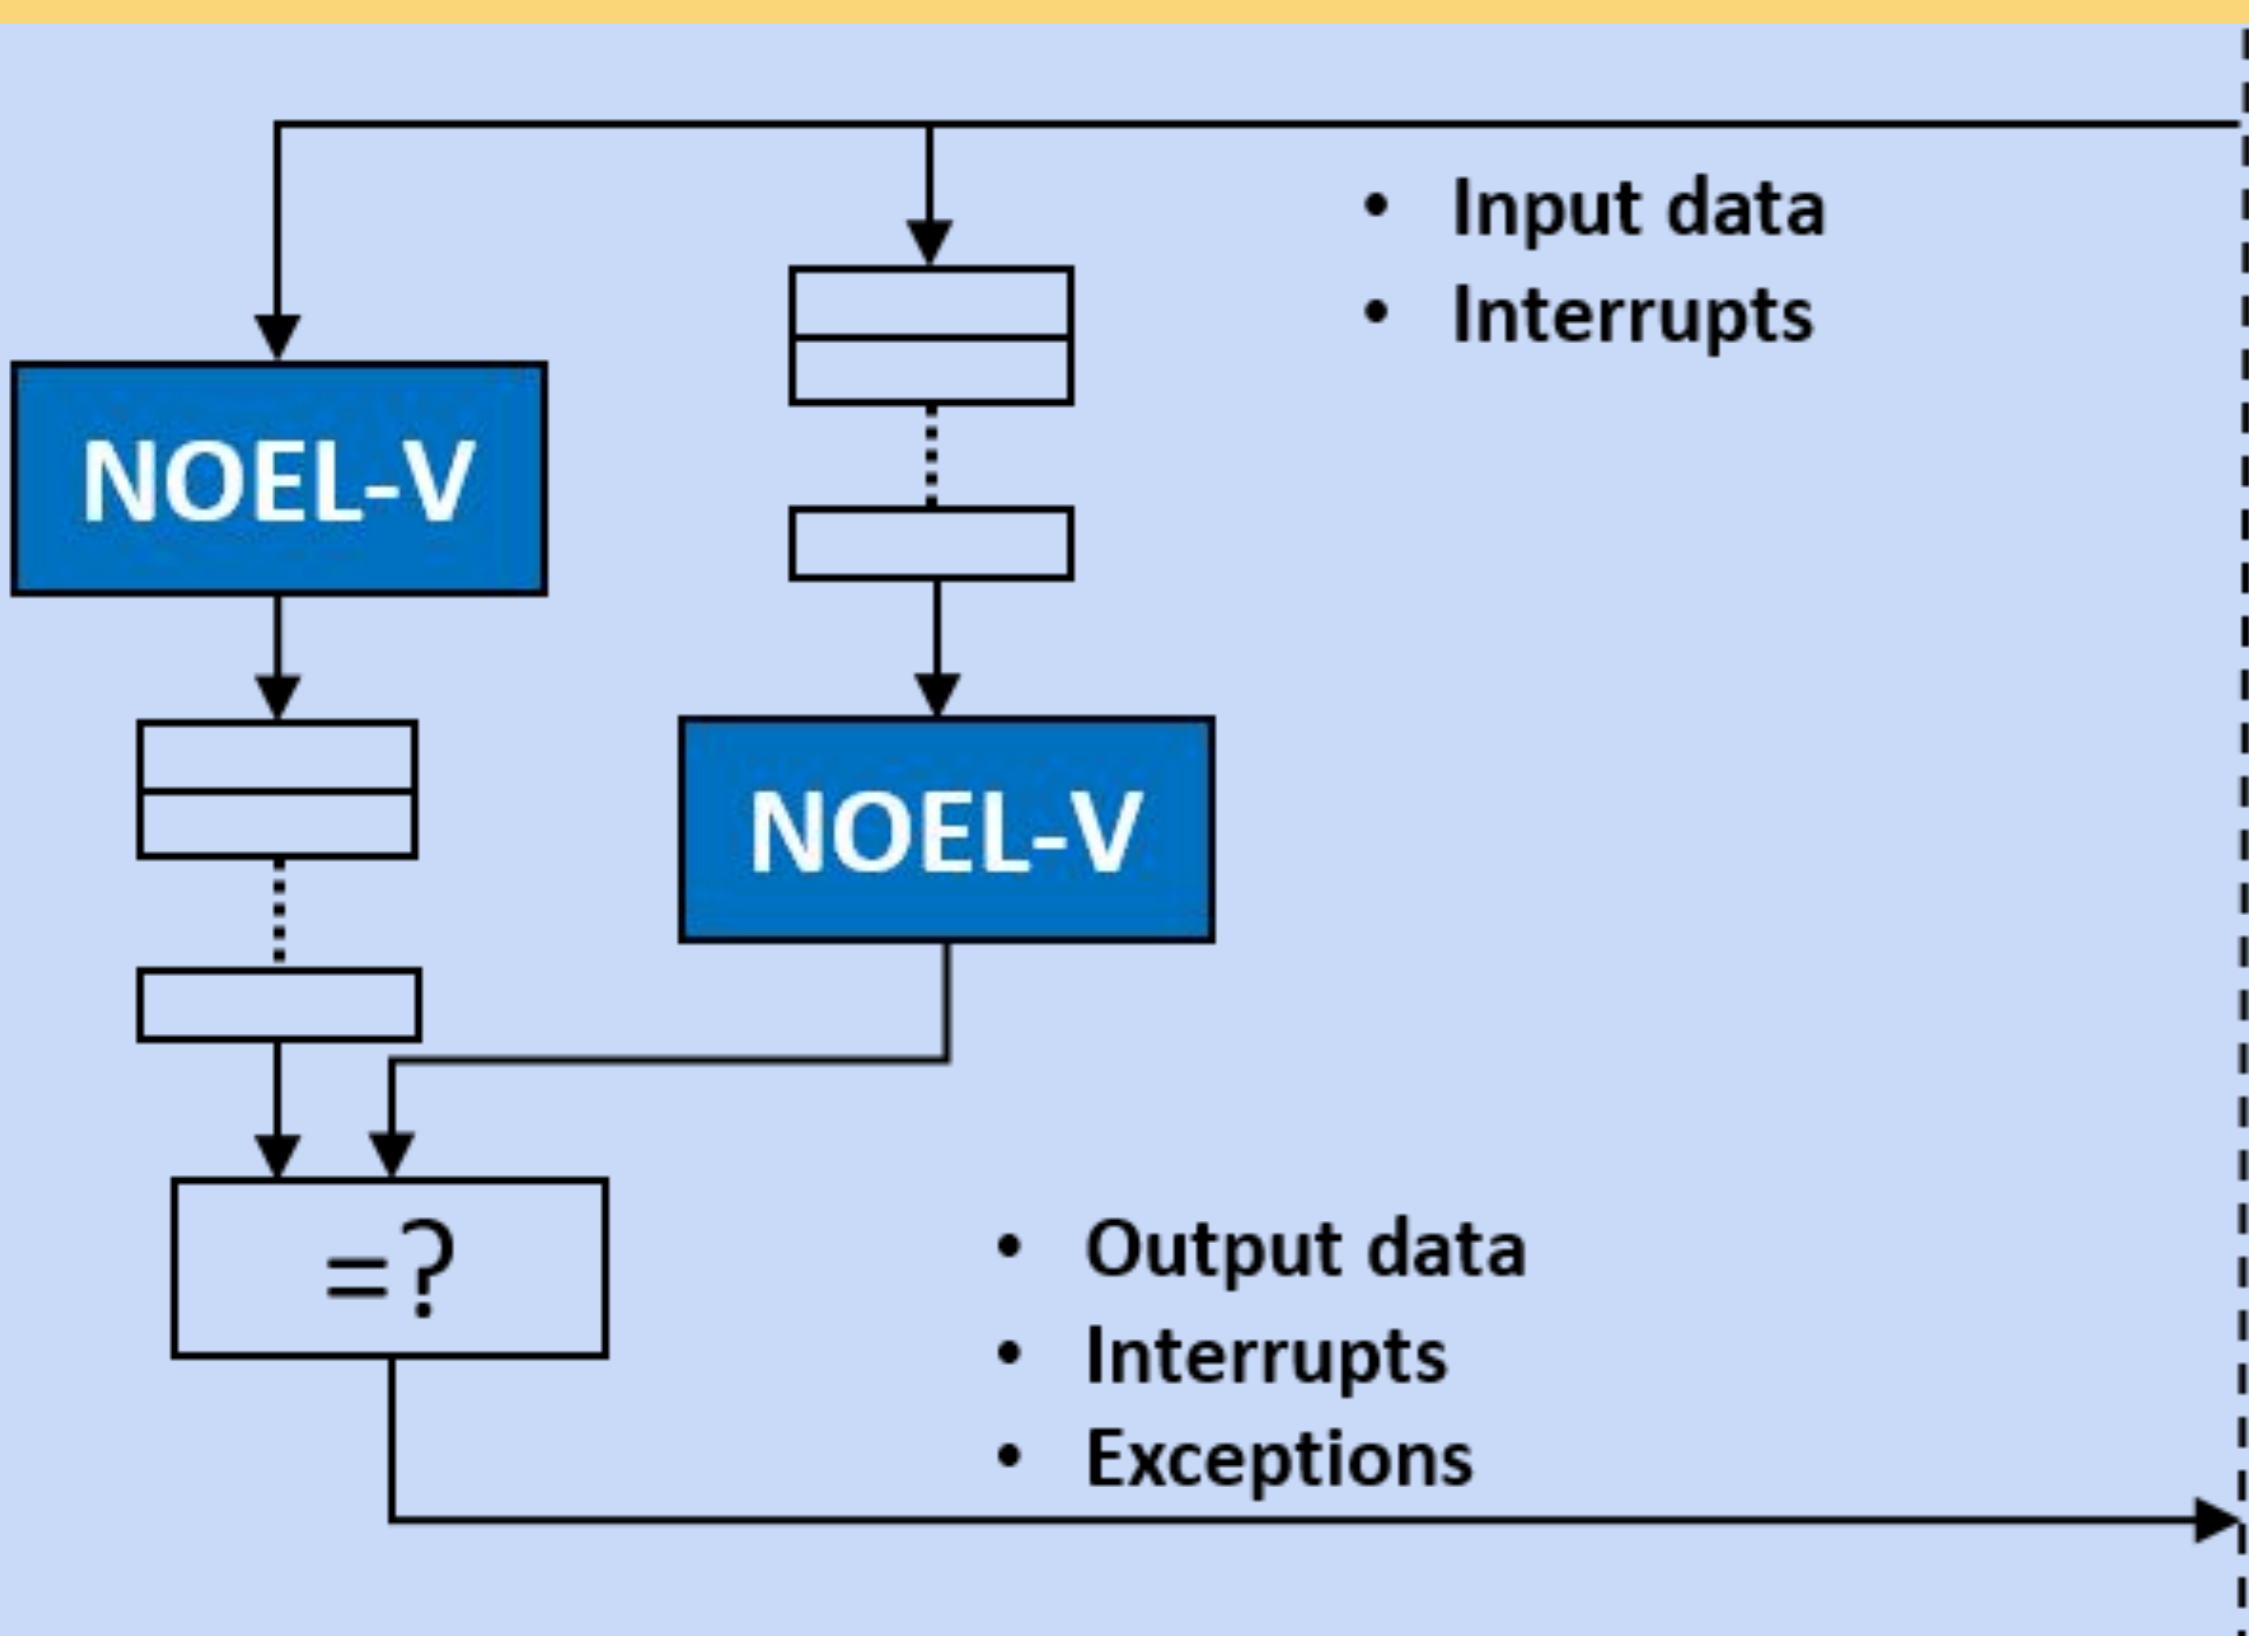 • Input data
• Interrupts
NOEL-V
NOEL-V
=?
• Output data
• Interrupts
• Exceptions